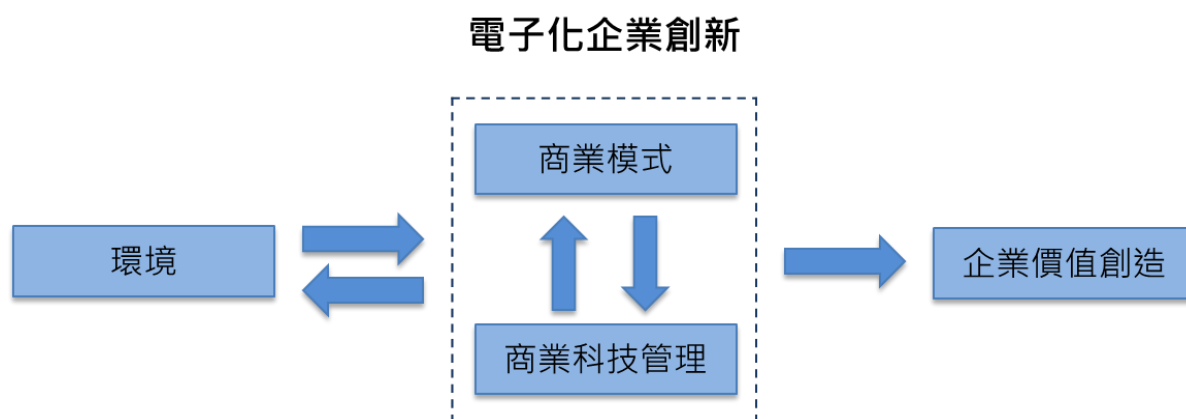 電子化企業創新
商業模式
環境
企業價值創造
商業科技管理